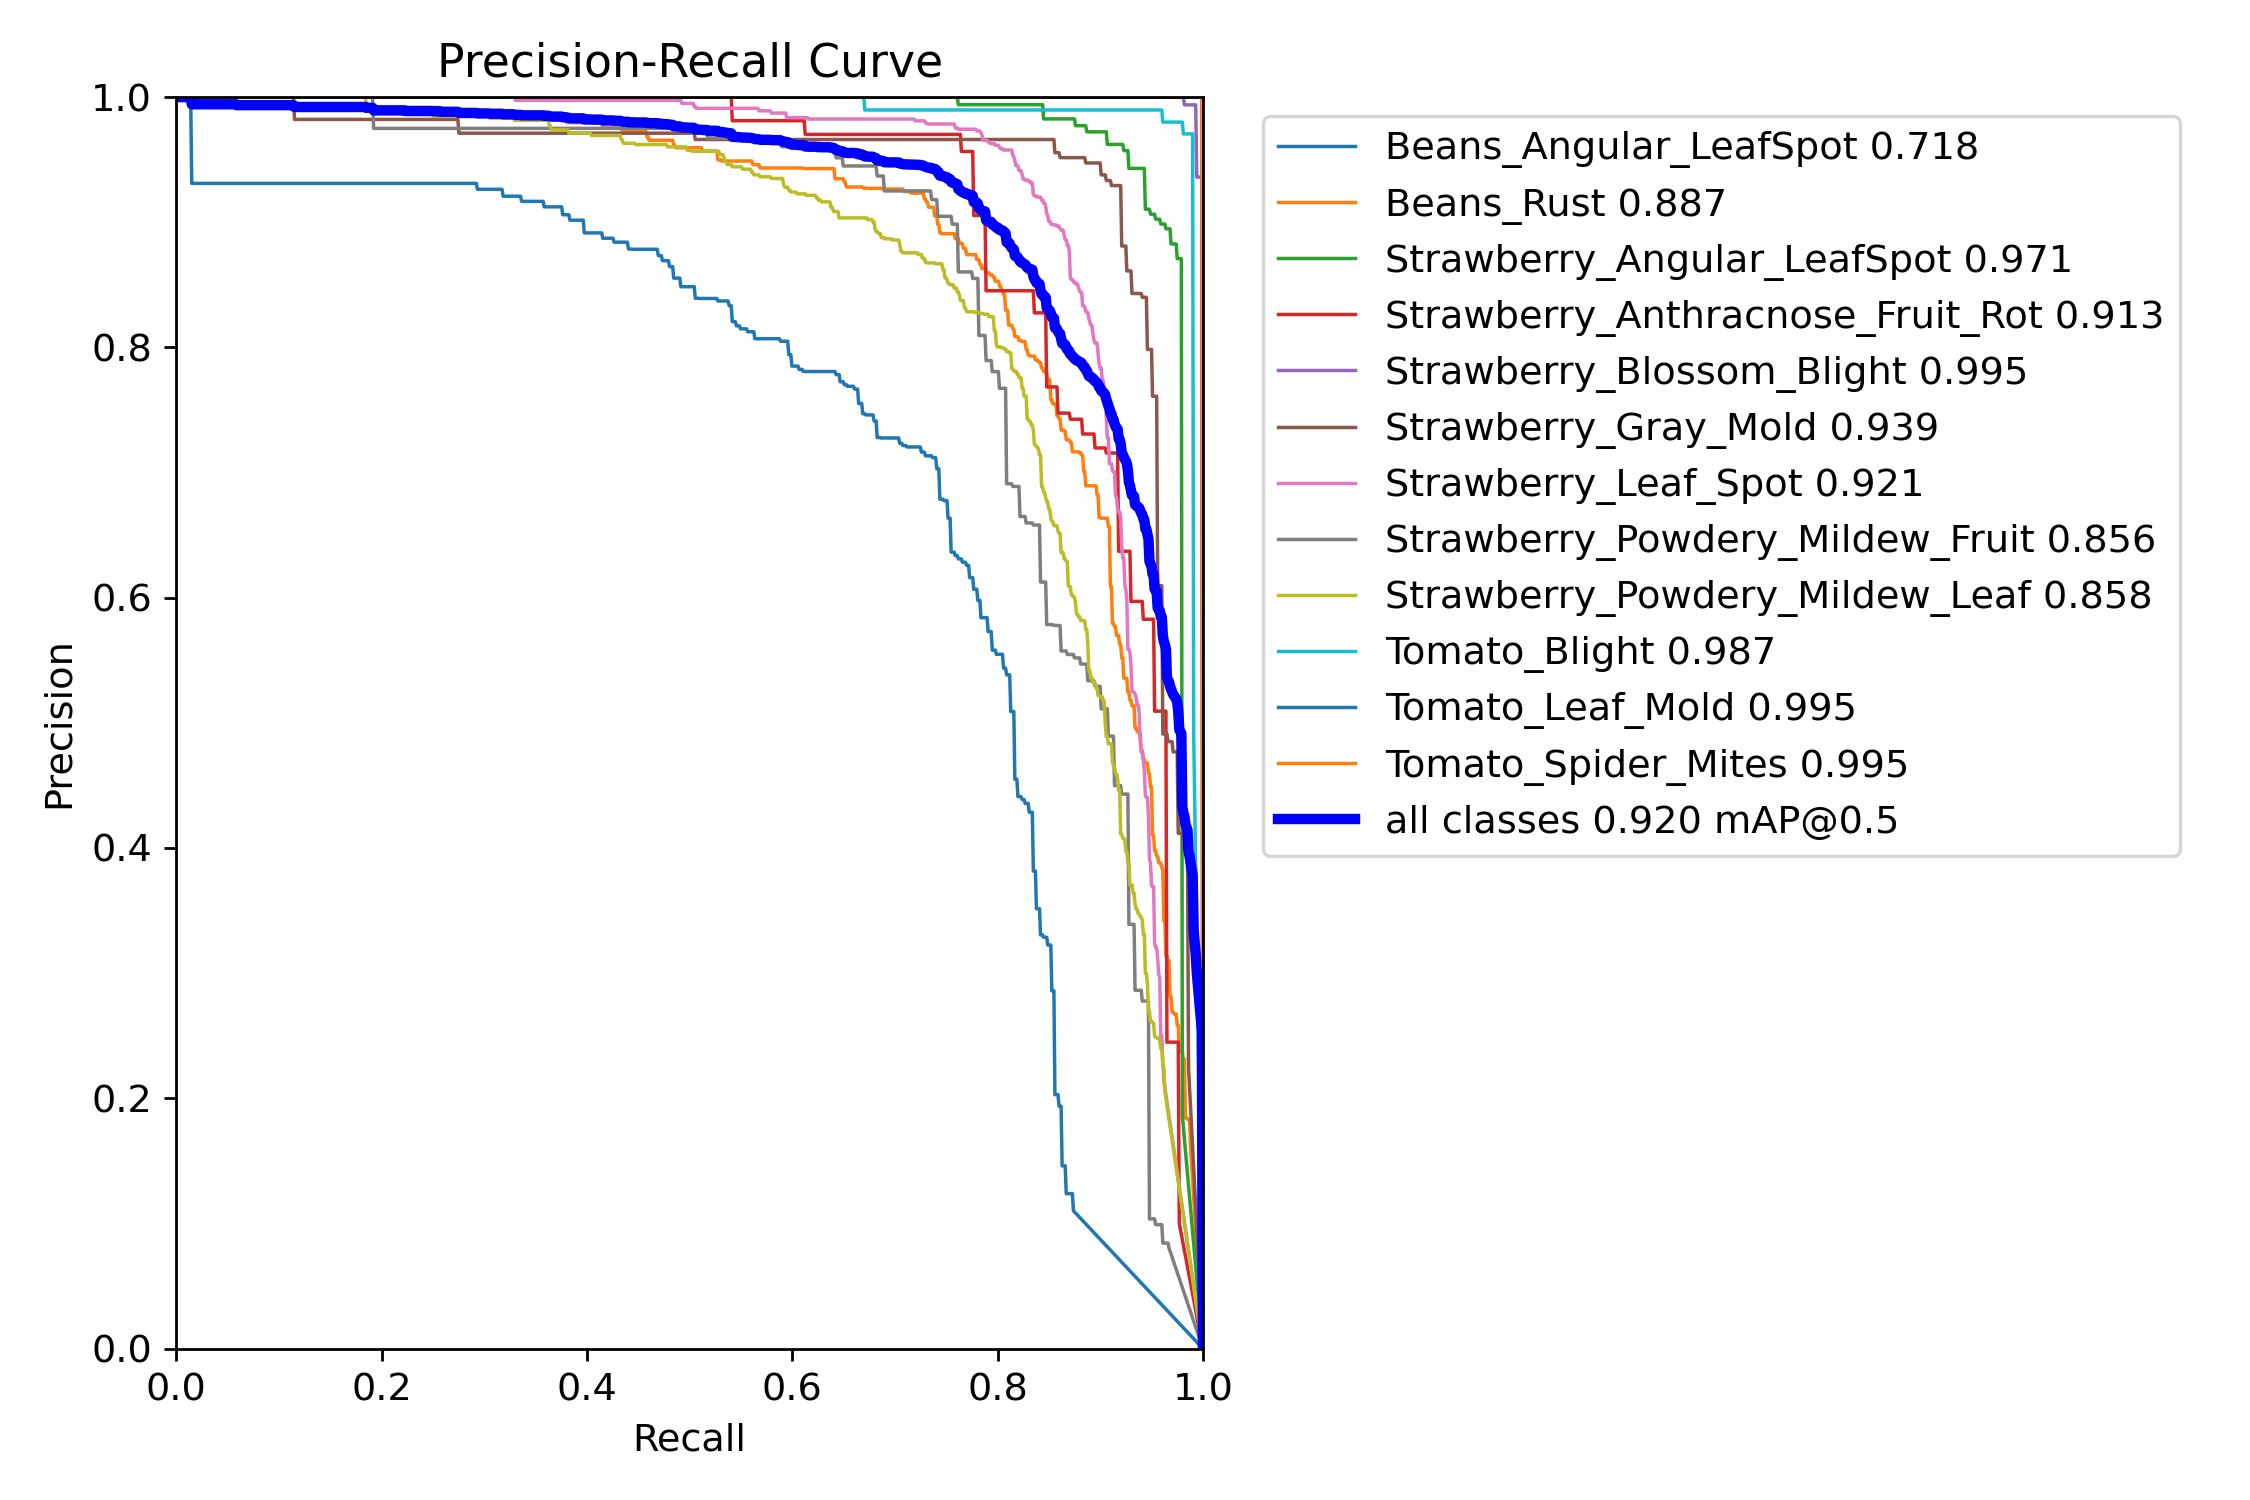 Precision-Recall Curve
1.0
0.8
0.6
0.4
0.2
0.0
Precision
0.0 0.2 0.4 0.6 0.8 1.0
Recall
Beans_Angular_LeafSpot 0.718
Beans_Rust 0.887
Strawberry_Angular_LeafSpot 0.971
Strawberry_Anthracnose_Fruit_Rot 0.913
Strawberry_Blossom_Blight 0.995
Strawberry_Gray_Mold 0.939
Strawberry_Leaf_Spot 0.921
Strawberry_Powdery_Mildew_Fruit 0.856
Strawberry_Powdery_Mildew_Leaf 0.858
Tomato_Blight 0.987
Tomato_Leaf_Mold 0.995
Tomato_Spider_Mites 0.995
all classes 0.920 mAP@0.5